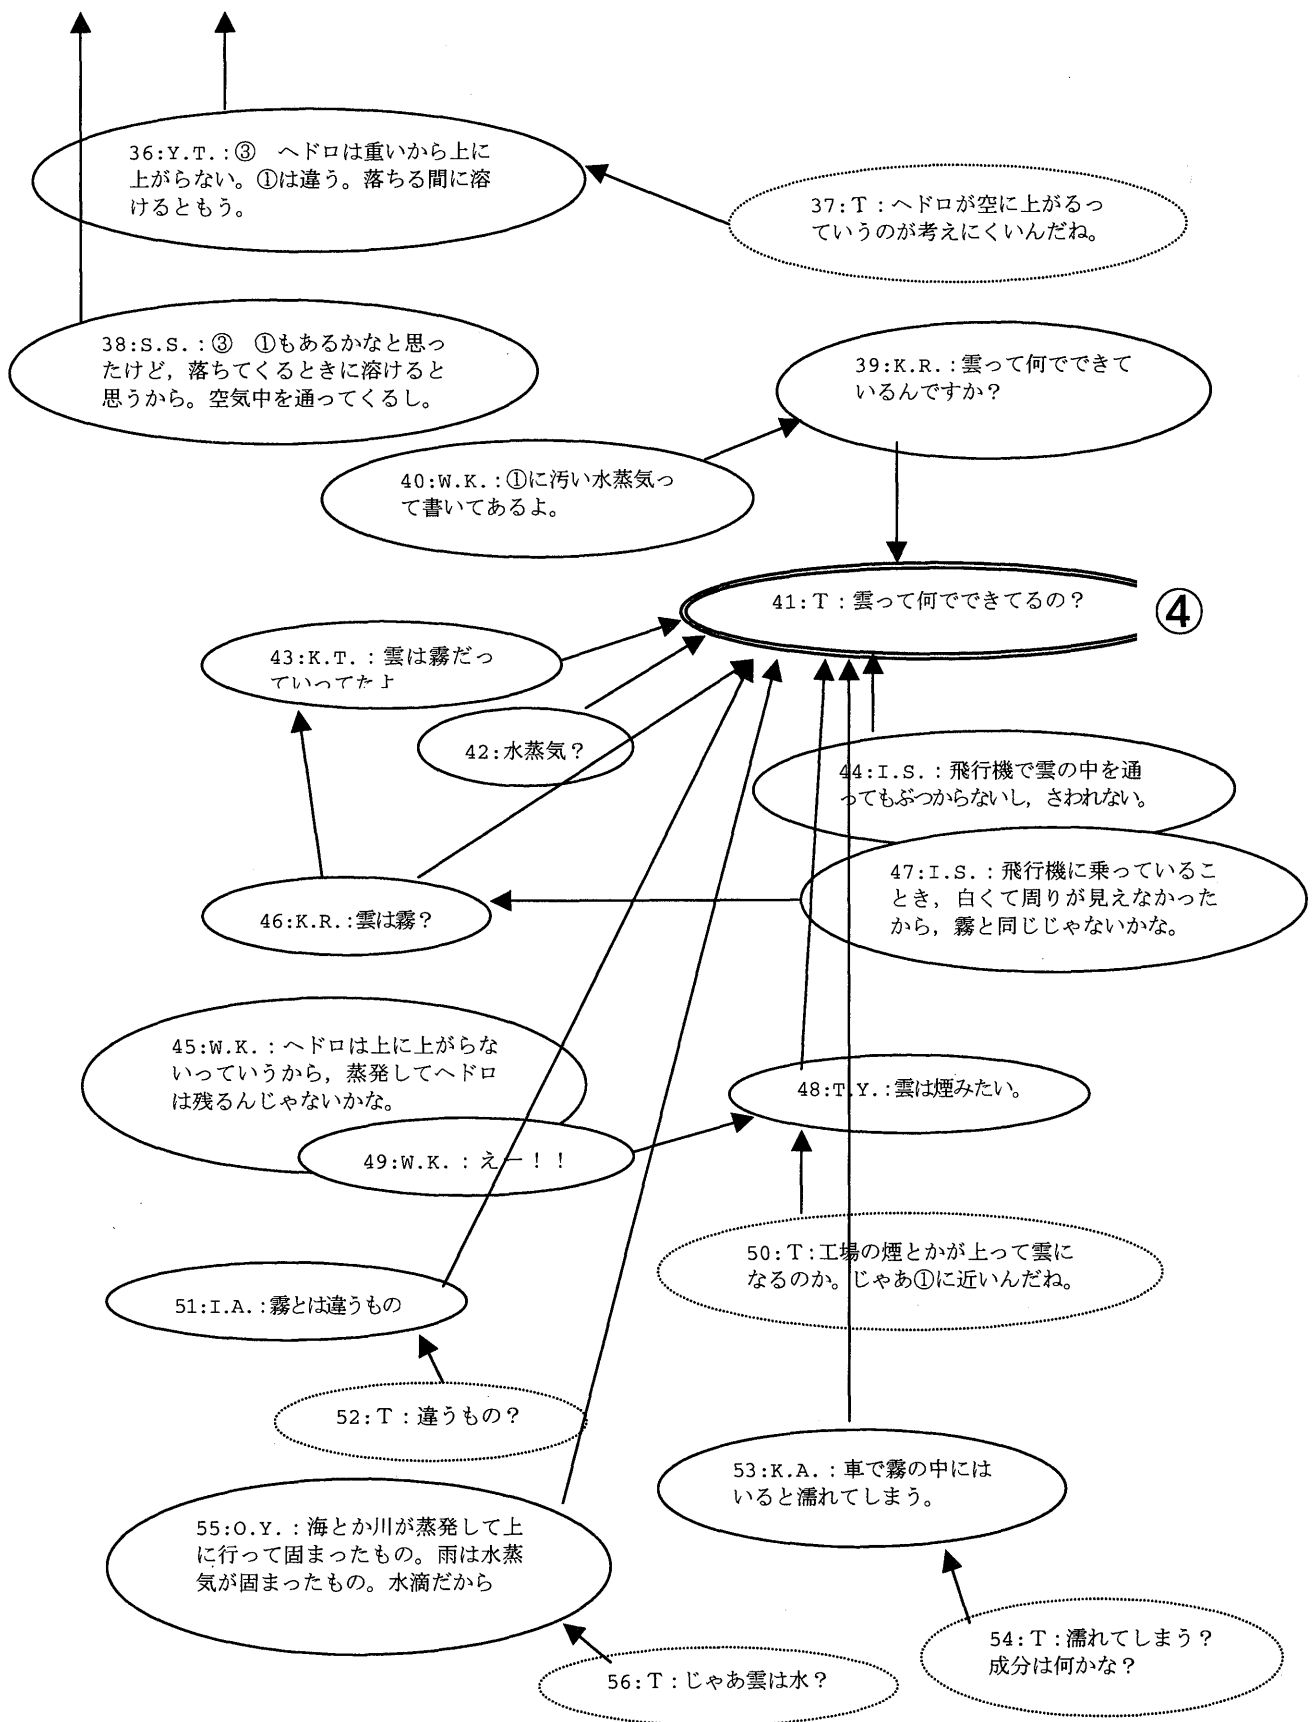 36:Y.T.:③ ヘドロは重いから上に
上がらない。①は違う。落ちる間に溶
けるともう。
37:T:ヘドロが空に上がるっ
ていうのが考えにくいんだね。
38:S.S.:③ ①もあるかなと思っ
たけど，落ちてくるときに溶けると
思うから。空気中を通ってくるし。
39:K.R.:雲って何でできて
いるんですか？
40:W.K.:①に汚い水蒸気っ
て書いてあるよ。
41:T:雲って何でできてるの？
④
43:K.T.:雲は霧だっ
ていってたよ
42:水蒸気？
44:I.S.:飛行機で雲の中を通
ってもぶつからないし，さわれない。
47:I.S.:飛行機に乗っているこ
とき，白くて周りが見えなかった
から，霧と同じじゃないかな。
46:K.R.:雲は霧？
45:W.K.:ヘドロは上に上がらな
いっていうから，蒸発してヘドロ
は残るんじゃないかな。
48:T.Y.:雲は煙みたい。
49:W.K.:えー！！
50:T:工場の煙とかが上って雲に
なるのか。じゃあ①に近いんだね。
51:I.A.:霧とは違うもの
52:T:違うもの？
53:K.A.:車で霧の中には
いると濡れてしまう。
55:O.Y.:海とか川が蒸発して上
に行って固まったもの。雨は水蒸
気が固まったもの。水滴だから
54:T:濡れてしまう？
成分は何かな？
56:T:じゃあ雲は水？